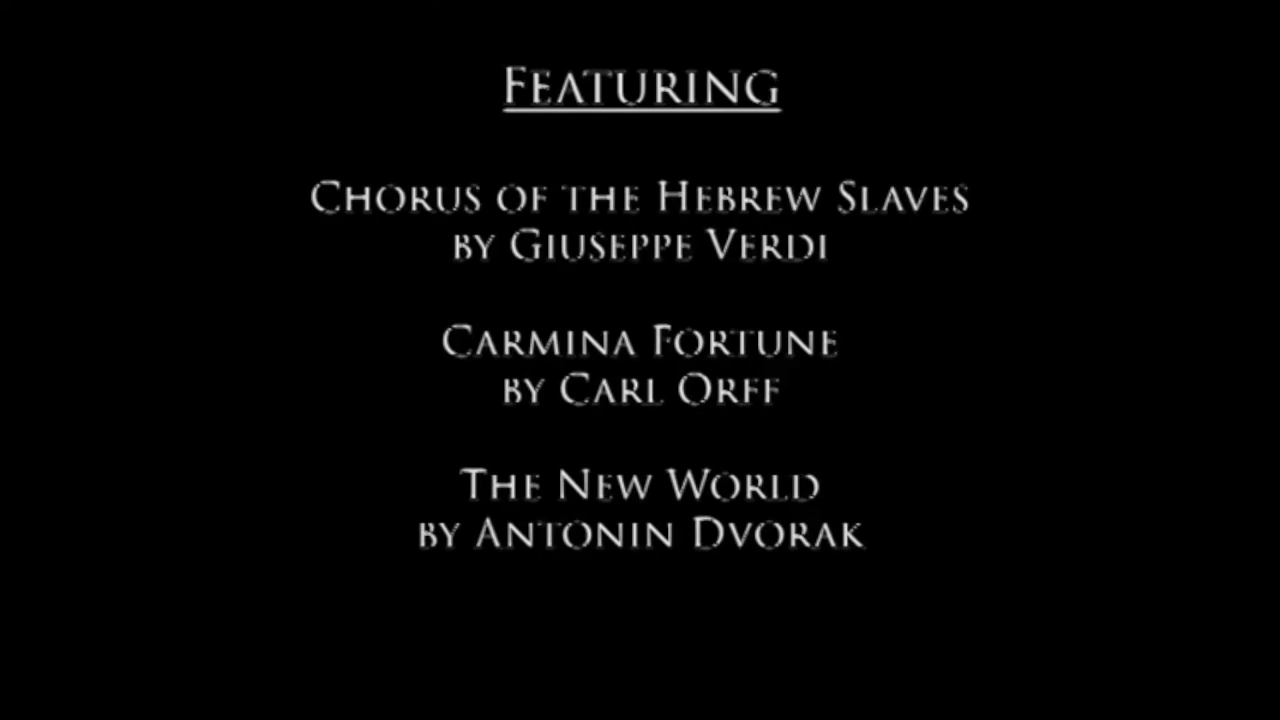 FEATURING
CHORUS OF THE HEBREW SLAVES
BY GIUSEPPE VERDI
CARMINA FORTUNE
BY CARL ORFF
THE NEW WORLD
BY ANTONIN DVORAK